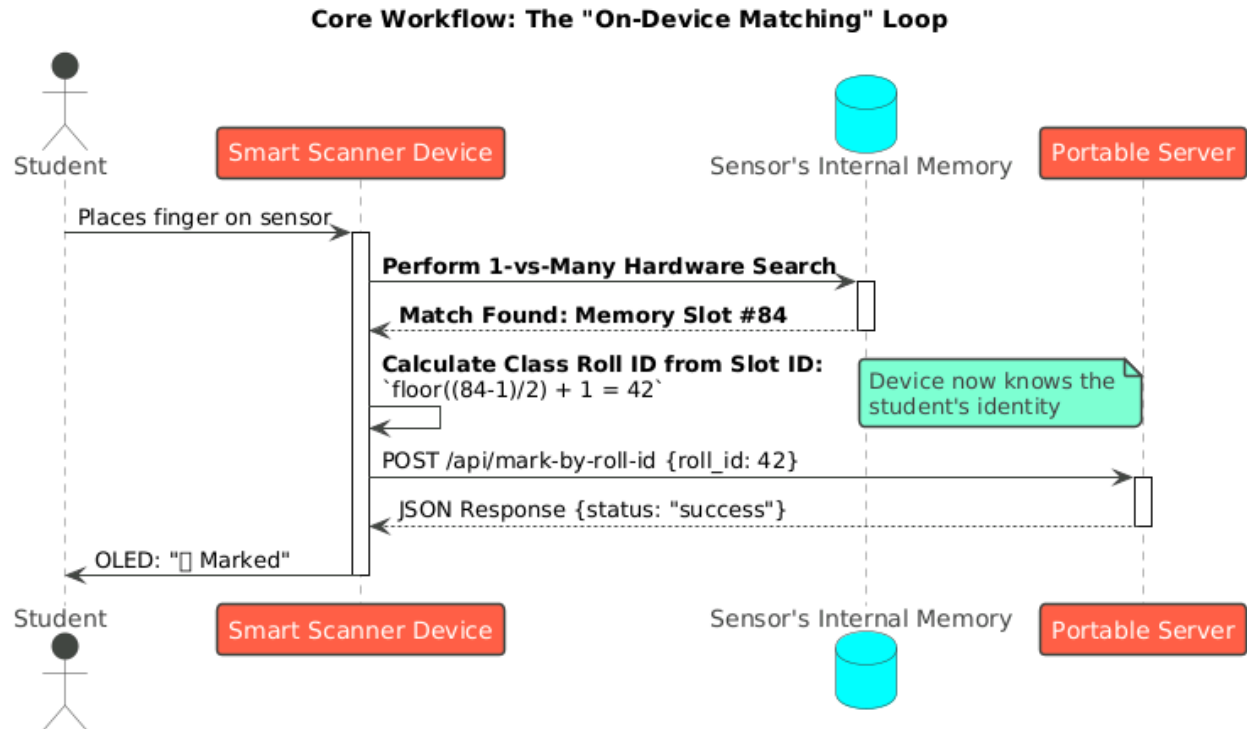 Core Workflow: The "On-Device Matching" Loop
Student
Smart Scanner Device
Sensor's Internal Memory
Portable Server
Places finger on sensor
Perform 1-vs-Many Hardware Search
Match Found: Memory Slot #84
Calculate Class Roll ID from Slot ID:
`floor((84-1)/2) + 1 = 42`
Device now knows the
student's identity
POST /api/mark-by-roll-id {roll_id: 42}
JSON Response {status: "success"}
OLED: "▯ Marked"
Student
Smart Scanner Device
Sensor's Internal Memory
Portable Server